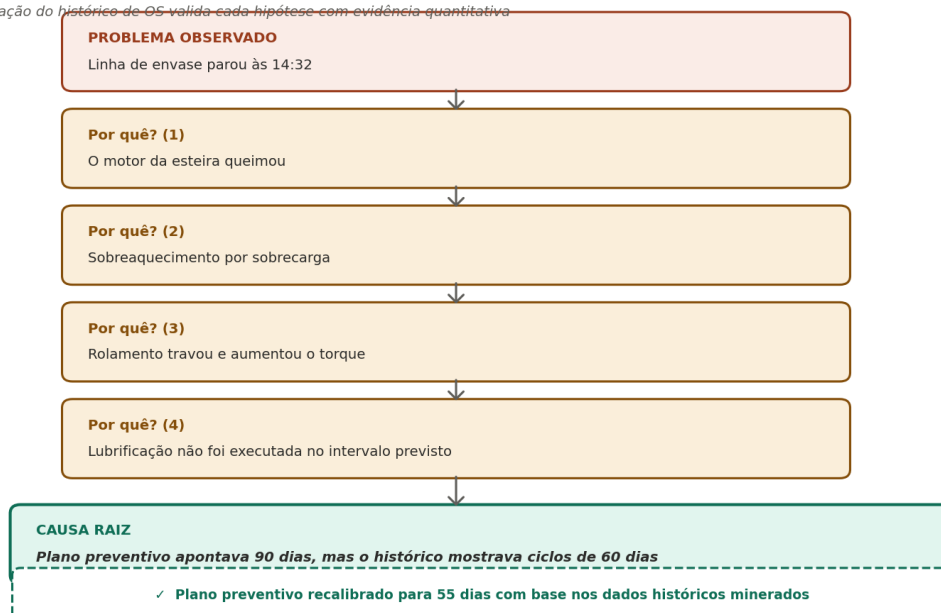 ação do histórico de OS valida cada hipótese com evidência quantitativa
PROBLEMA OBSERVADO
Linha de envase parou às 14:32
Por quê? (1)
O motor da esteira queimou
Por quê? (2)
Sobreaquecimento por sobrecarga
Por quê? (3)
Rolamento travou e aumentou o torque
Por quê? (4)
Lubrificação não foi executada no intervalo previsto
CAUSA RAIZ
Plano preventivo apontava 90 dias, mas o histórico mostrava ciclos de 60 dias
✓ Plano preventivo recalibrado para 55 dias com base nos dados históricos minerados